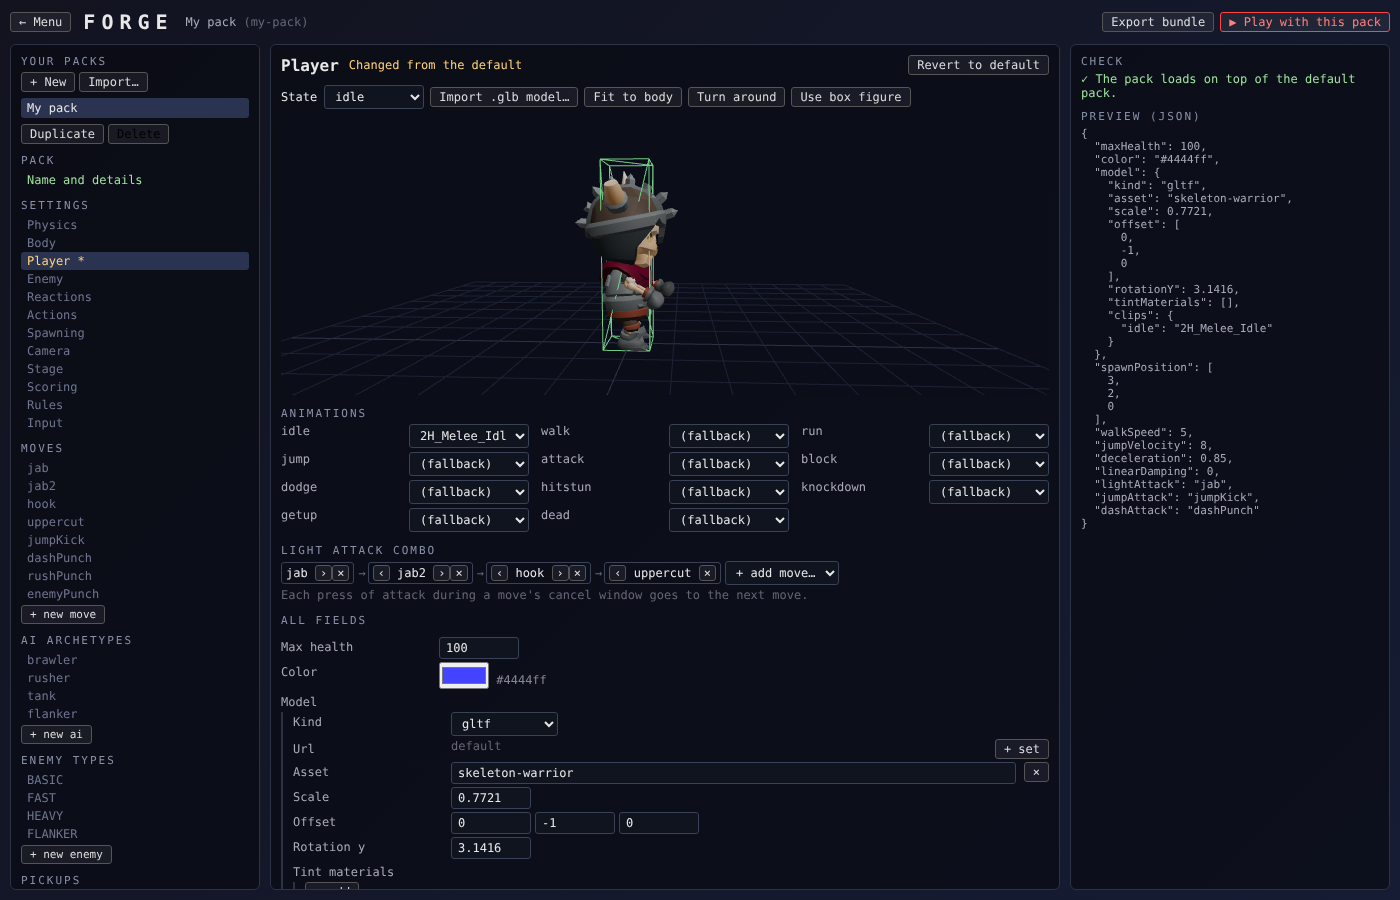 ← Menu FORGE My pack (my-pack) Export bundle ▶ Play with this pack
YOUR PACKS
+ New Import…
My pack
Duplicate Delete
PACK
Name and details
SETTINGS
Physics
Body
Player *
Enemy
Reactions
Actions
Spawning
Camera
Stage
Scoring
Rules
Input
MOVES
jab
jab2
hook
uppercut
jumpKick
dashPunch
rushPunch
enemyPunch
+ new move
AI ARCHETYPES
brawler
rusher
tank
flanker
+ new ai
ENEMY TYPES
BASIC
FAST
HEAVY
FLANKER
+ new enemy
PICKUPS
Player Changed from the default Revert to default
State idle Import .glb model… Fit to body Turn around Use box figure
ANIMATIONS
idle 2H_Melee_Idl walk (fallback) run (fallback)
jump (fallback) attack (fallback) block (fallback)
dodge (fallback) hitstun (fallback) knockdown (fallback)
getup (fallback) dead (fallback)
LIGHT ATTACK COMBO
jab › × → ‹ jab2 › × → ‹ hook › × → ‹ uppercut × + add move…
Each press of attack during a move's cancel window goes to the next move.
ALL FIELDS
Max health 100
Color #4444ff
Model
Kind gltf
Url default + set
Asset skeleton-warrior ×
Scale 0.7721
Offset 0 -1 0
Rotation y 3.1416
Tint materials
CHECK
✓ The pack loads on top of the default
pack.
PREVIEW (JSON)
{
  "maxHealth": 100,
  "color": "#4444ff",
  "model": {
    "kind": "gltf",
    "asset": "skeleton-warrior",
    "scale": 0.7721,
    "offset": [
      0,
      -1,
      0
    ],
    "rotationY": 3.1416,
    "tintMaterials": [],
    "clips": {
      "idle": "2H_Melee_Idle"
    }
  },
  "spawnPosition": [
    3,
    2,
    0
  ],
  "walkSpeed": 5,
  "jumpVelocity": 8,
  "deceleration": 0.85,
  "linearDamping": 0,
  "lightAttack": "jab",
  "jumpAttack": "jumpKick",
  "dashAttack": "dashPunch"
}